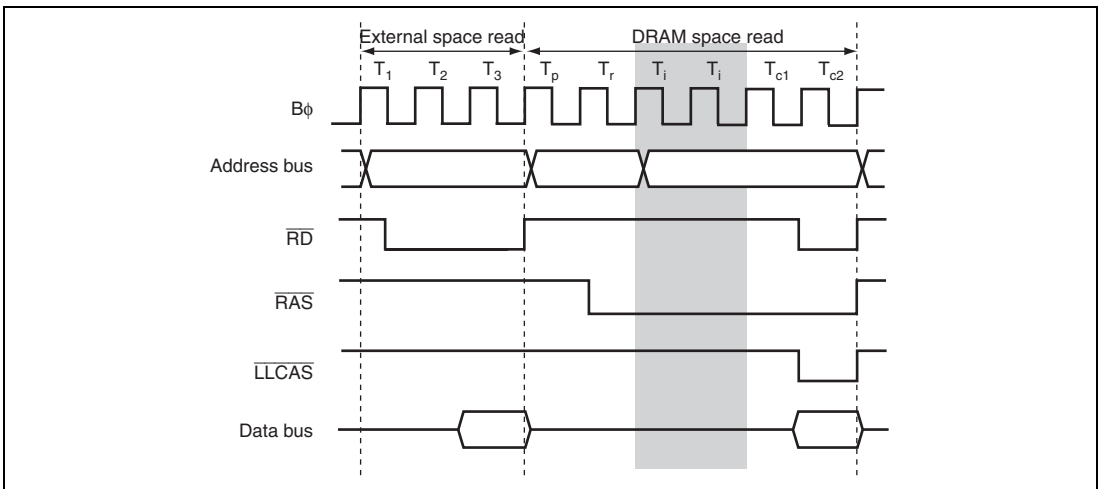 External space read DRAM space read
T1 T2 T3 Tp Tr Ti Ti Tc1 Tc2
Bϕ
Address bus
RD
RAS
LLCAS
Data bus